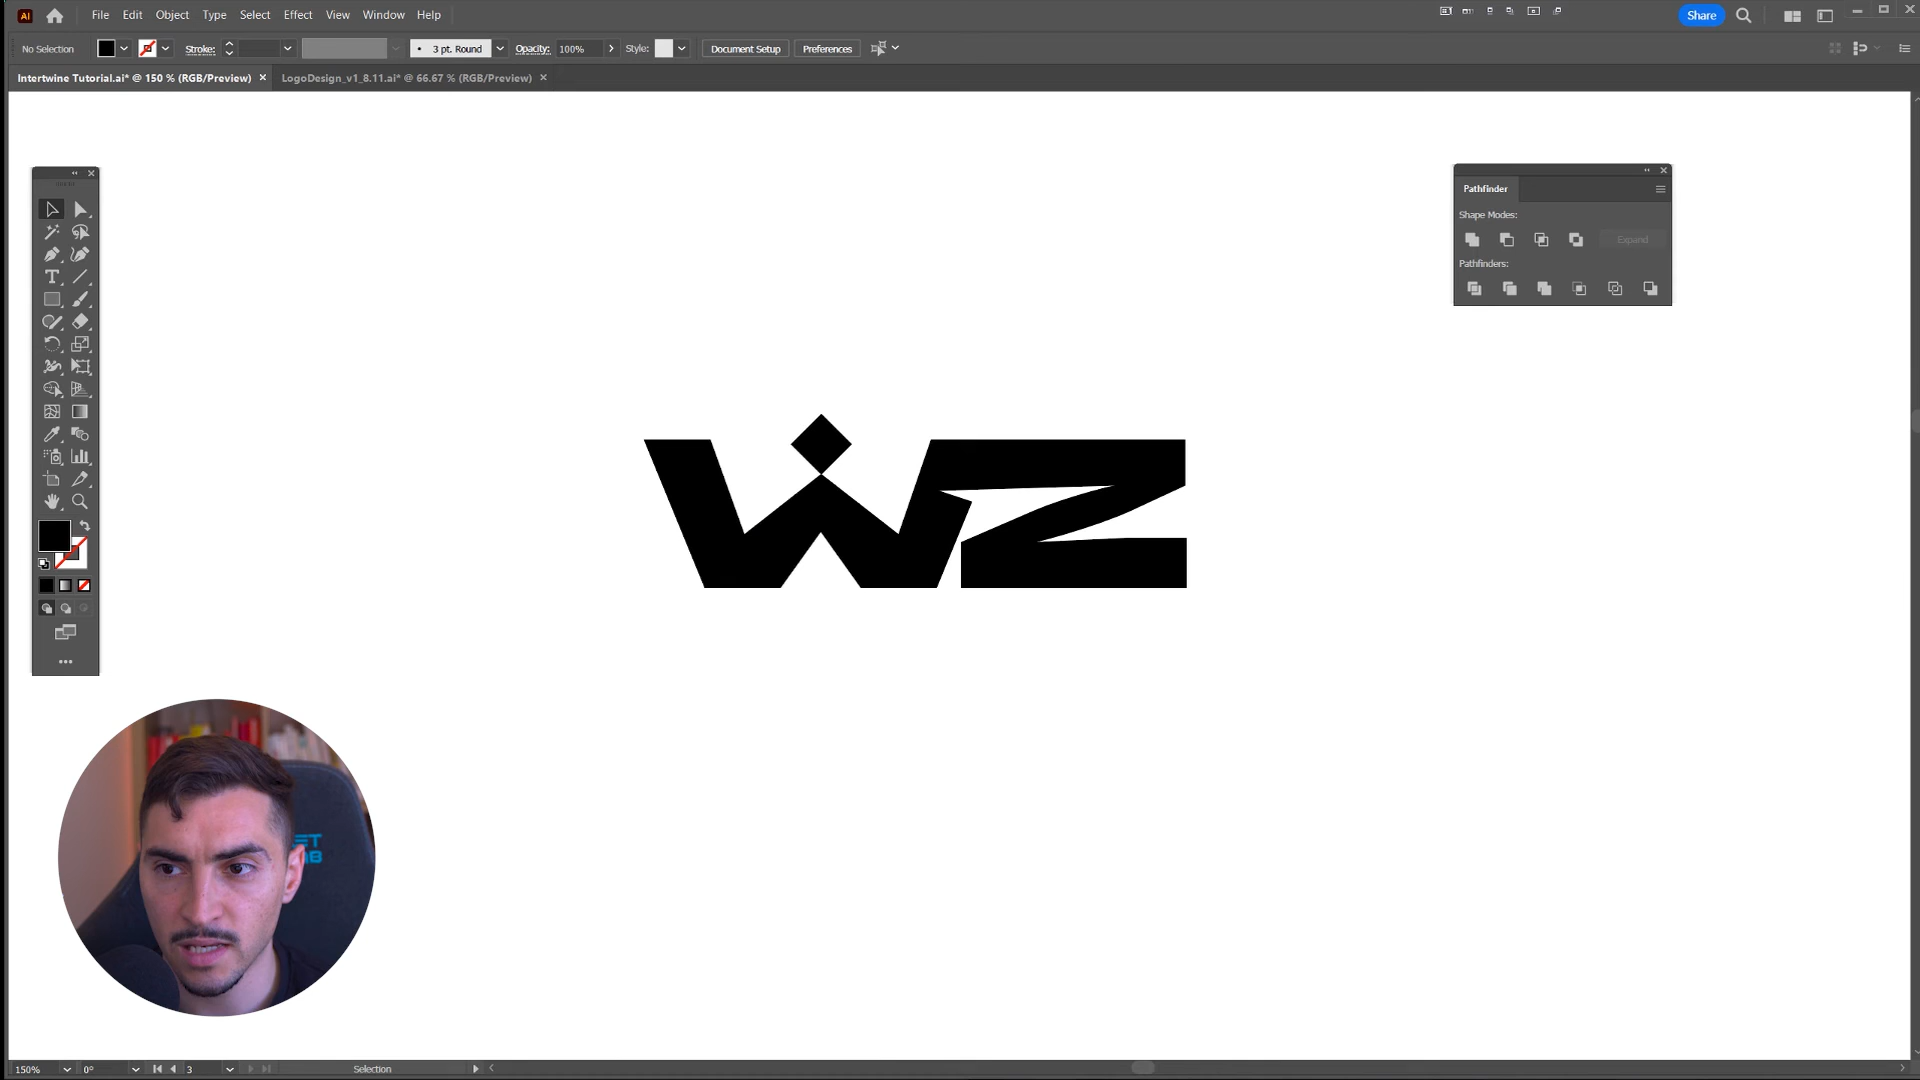 Ai File Edit Object Type Select Effect View Window Help Share
No Selection Stroke: 3 pt. Round Opacity: 100% Style: Document Setup Preferences
Intertwine Tutorial.ai* @ 150 % (RGB/Preview) × LogoDesign_v1_8.11.ai* @ 66.67 % (RGB/Preview) ×
Pathfinder
Shape Modes:
Expand
Pathfinders:
WZ
150% 0° 3 Selection